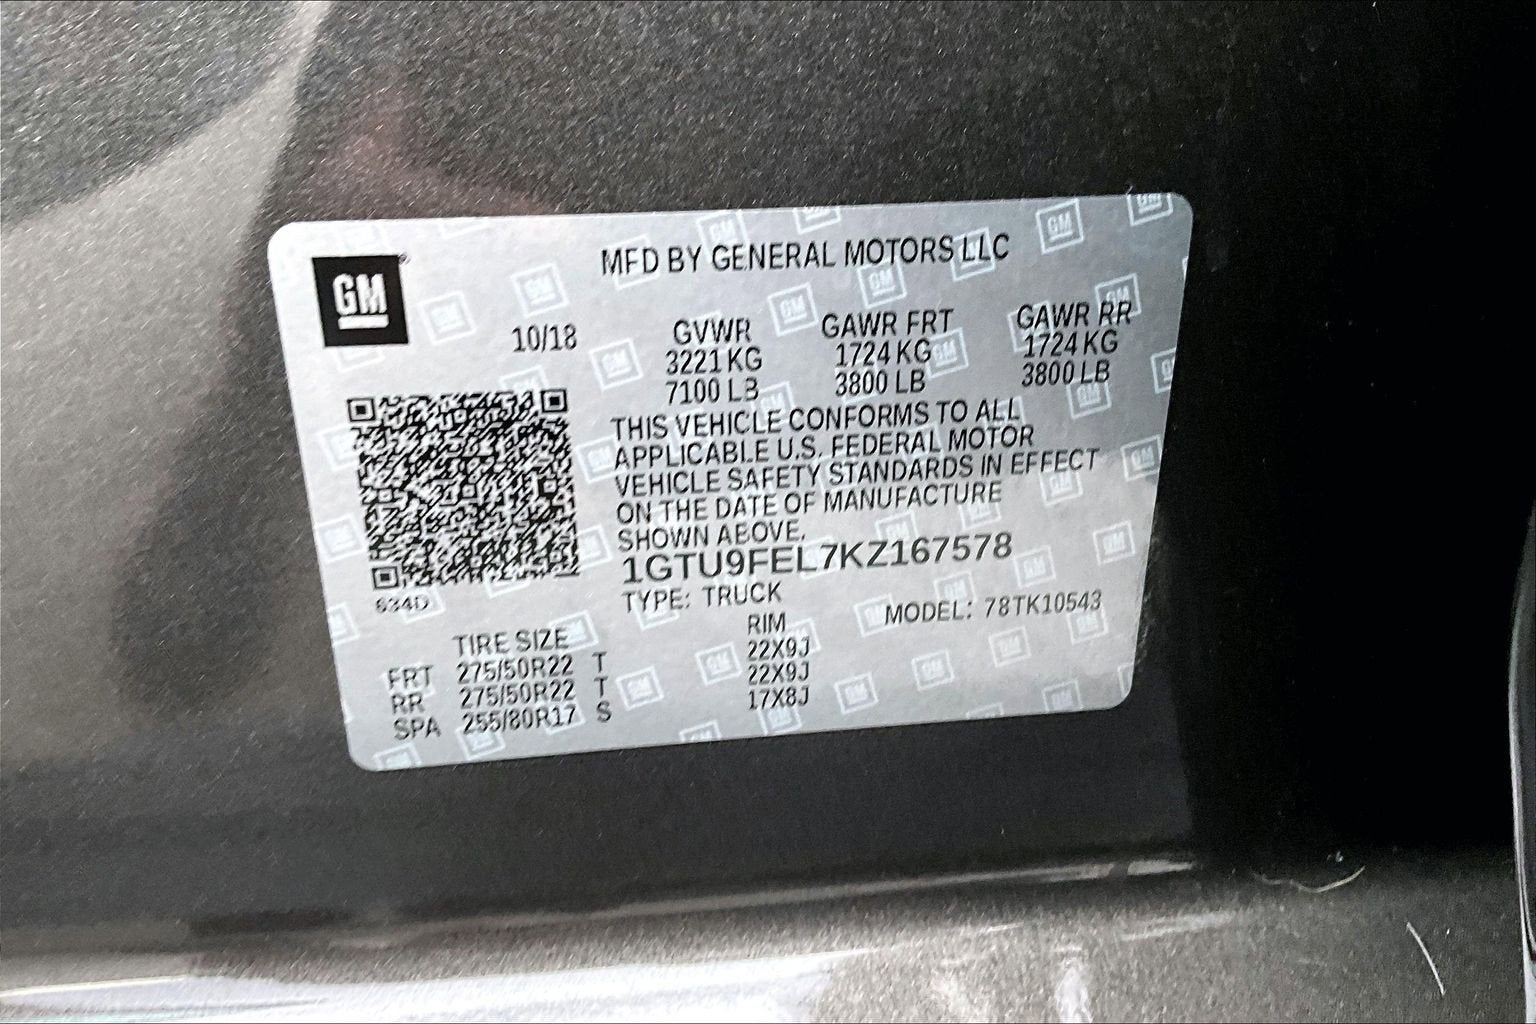 GM
MFD BY GENERAL MOTORS LLC
10/18
GVWR GAWR FRT GAWR RR
3221 KG 1724 KG 1724 KG
7100 LB 3800 LB 3800 LB
THIS VEHICLE CONFORMS TO ALL
APPLICABLE U.S. FEDERAL MOTOR
VEHICLE SAFETY STANDARDS IN EFFECT
ON THE DATE OF MANUFACTURE
SHOWN ABOVE.
1GTU9FEL7KZ167578
634D
TYPE: TRUCK
MODEL: 78TK10543
TIRE SIZE RIM
FRT 275/50R22 T 22X9J
RR 275/50R22 T 22X9J
SPA 255/80R17 S 17X8J